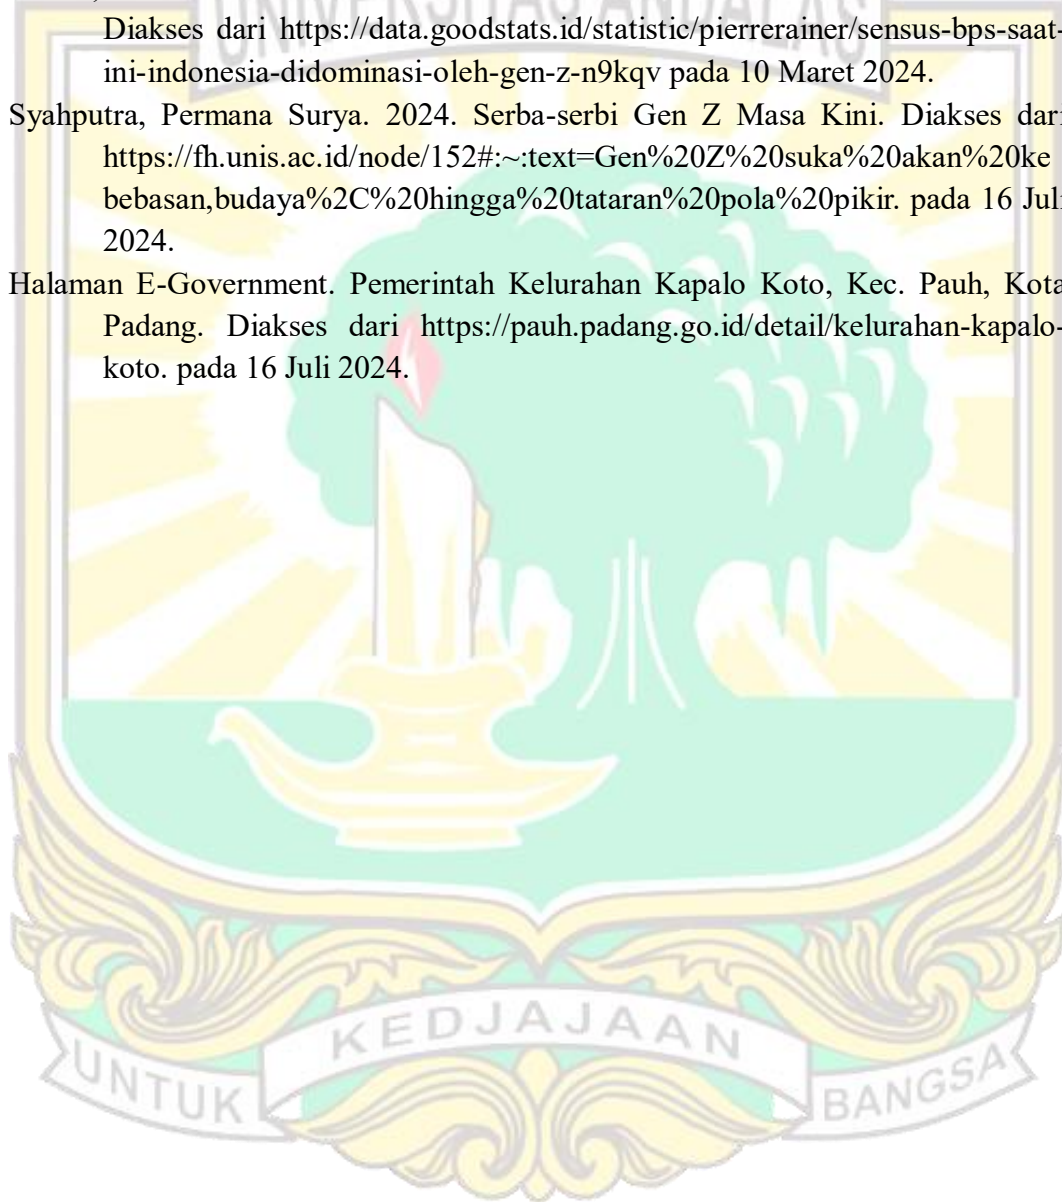 UNIVERSITAS ANDALAS
Diakses dari https://data.goodstats.id/statistic/pierrerainer/sensus-bps-saat-
ini-indonesia-didominasi-oleh-gen-z-n9kqv pada 10 Maret 2024.
Syahputra, Permana Surya. 2024. Serba-serbi Gen Z Masa Kini. Diakses dari
https://fh.unis.ac.id/node/152#:~:text=Gen%20Z%20suka%20akan%20ke
bebasan,budaya%2C%20hingga%20tataran%20pola%20pikir. pada 16 Juli
2024.
Halaman E-Government. Pemerintah Kelurahan Kapalo Koto, Kec. Pauh, Kota
Padang. Diakses dari https://pauh.padang.go.id/detail/kelurahan-kapalo-
koto. pada 16 Juli 2024.
UNTUK KEDJAJAAN BANGSA